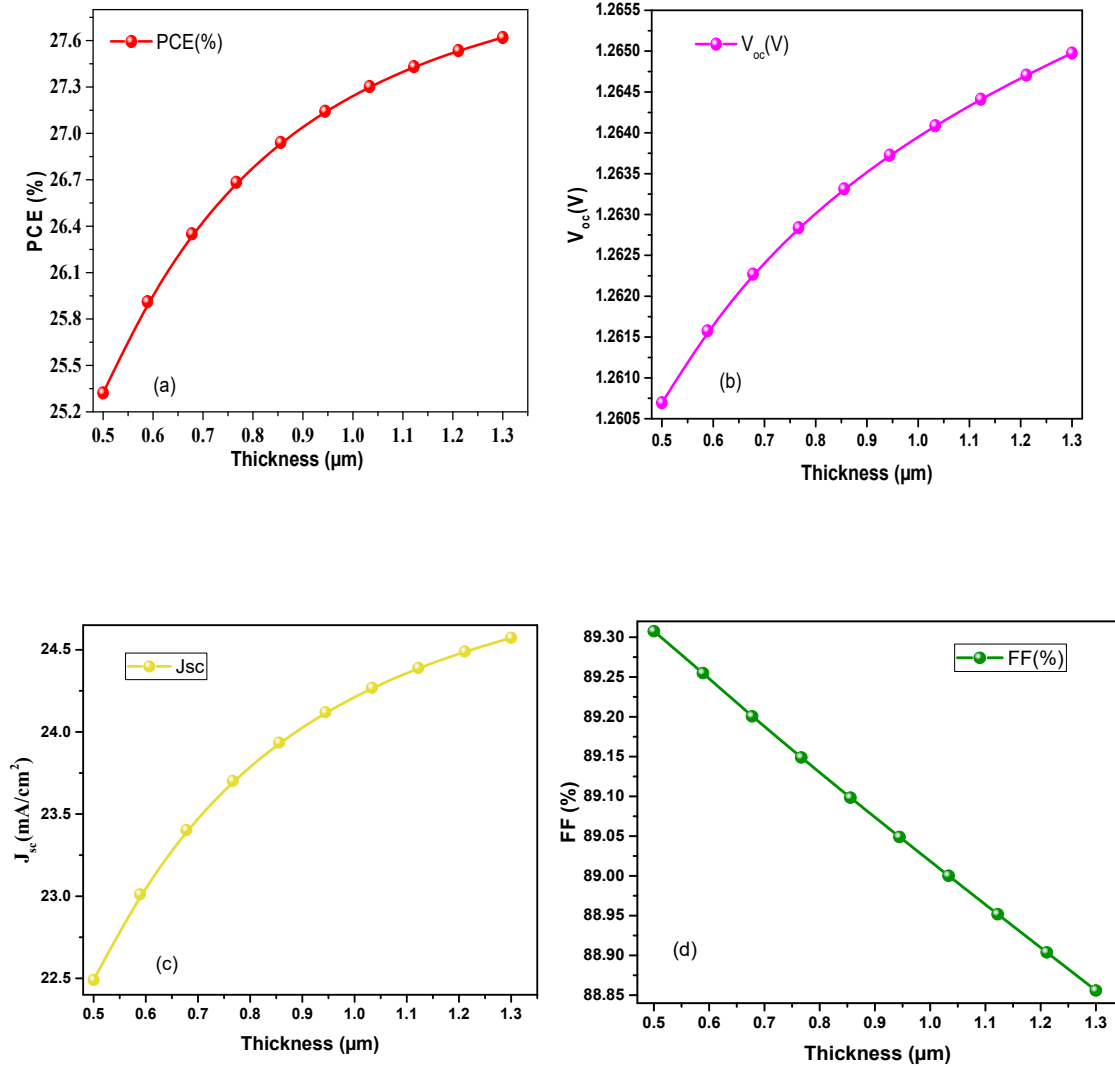 PCE(%)
27.6
27.3
27.0
26.7
26.4
26.1
25.8
25.5
25.2
PCE (%)
(a)
0.5 0.6 0.7 0.8 0.9 1.0 1.1 1.2 1.3
Thickness (µm)
Voc(V)
1.2655
1.2650
1.2645
1.2640
1.2635
1.2630
1.2625
1.2620
1.2615
1.2610
1.2605
Voc(V)
(b)
0.5 0.6 0.7 0.8 0.9 1.0 1.1 1.2 1.3
Thickness (µm)
Jsc
24.5
24.0
23.5
23.0
22.5
Jsc(mA/cm²)
(c)
0.5 0.6 0.7 0.8 0.9 1.0 1.1 1.2 1.3
Thickness (µm)
FF(%)
89.30
89.25
89.20
89.15
89.10
89.05
89.00
88.95
88.90
88.85
FF (%)
(d)
0.5 0.6 0.7 0.8 0.9 1.0 1.1 1.2 1.3
Thickness (µm)